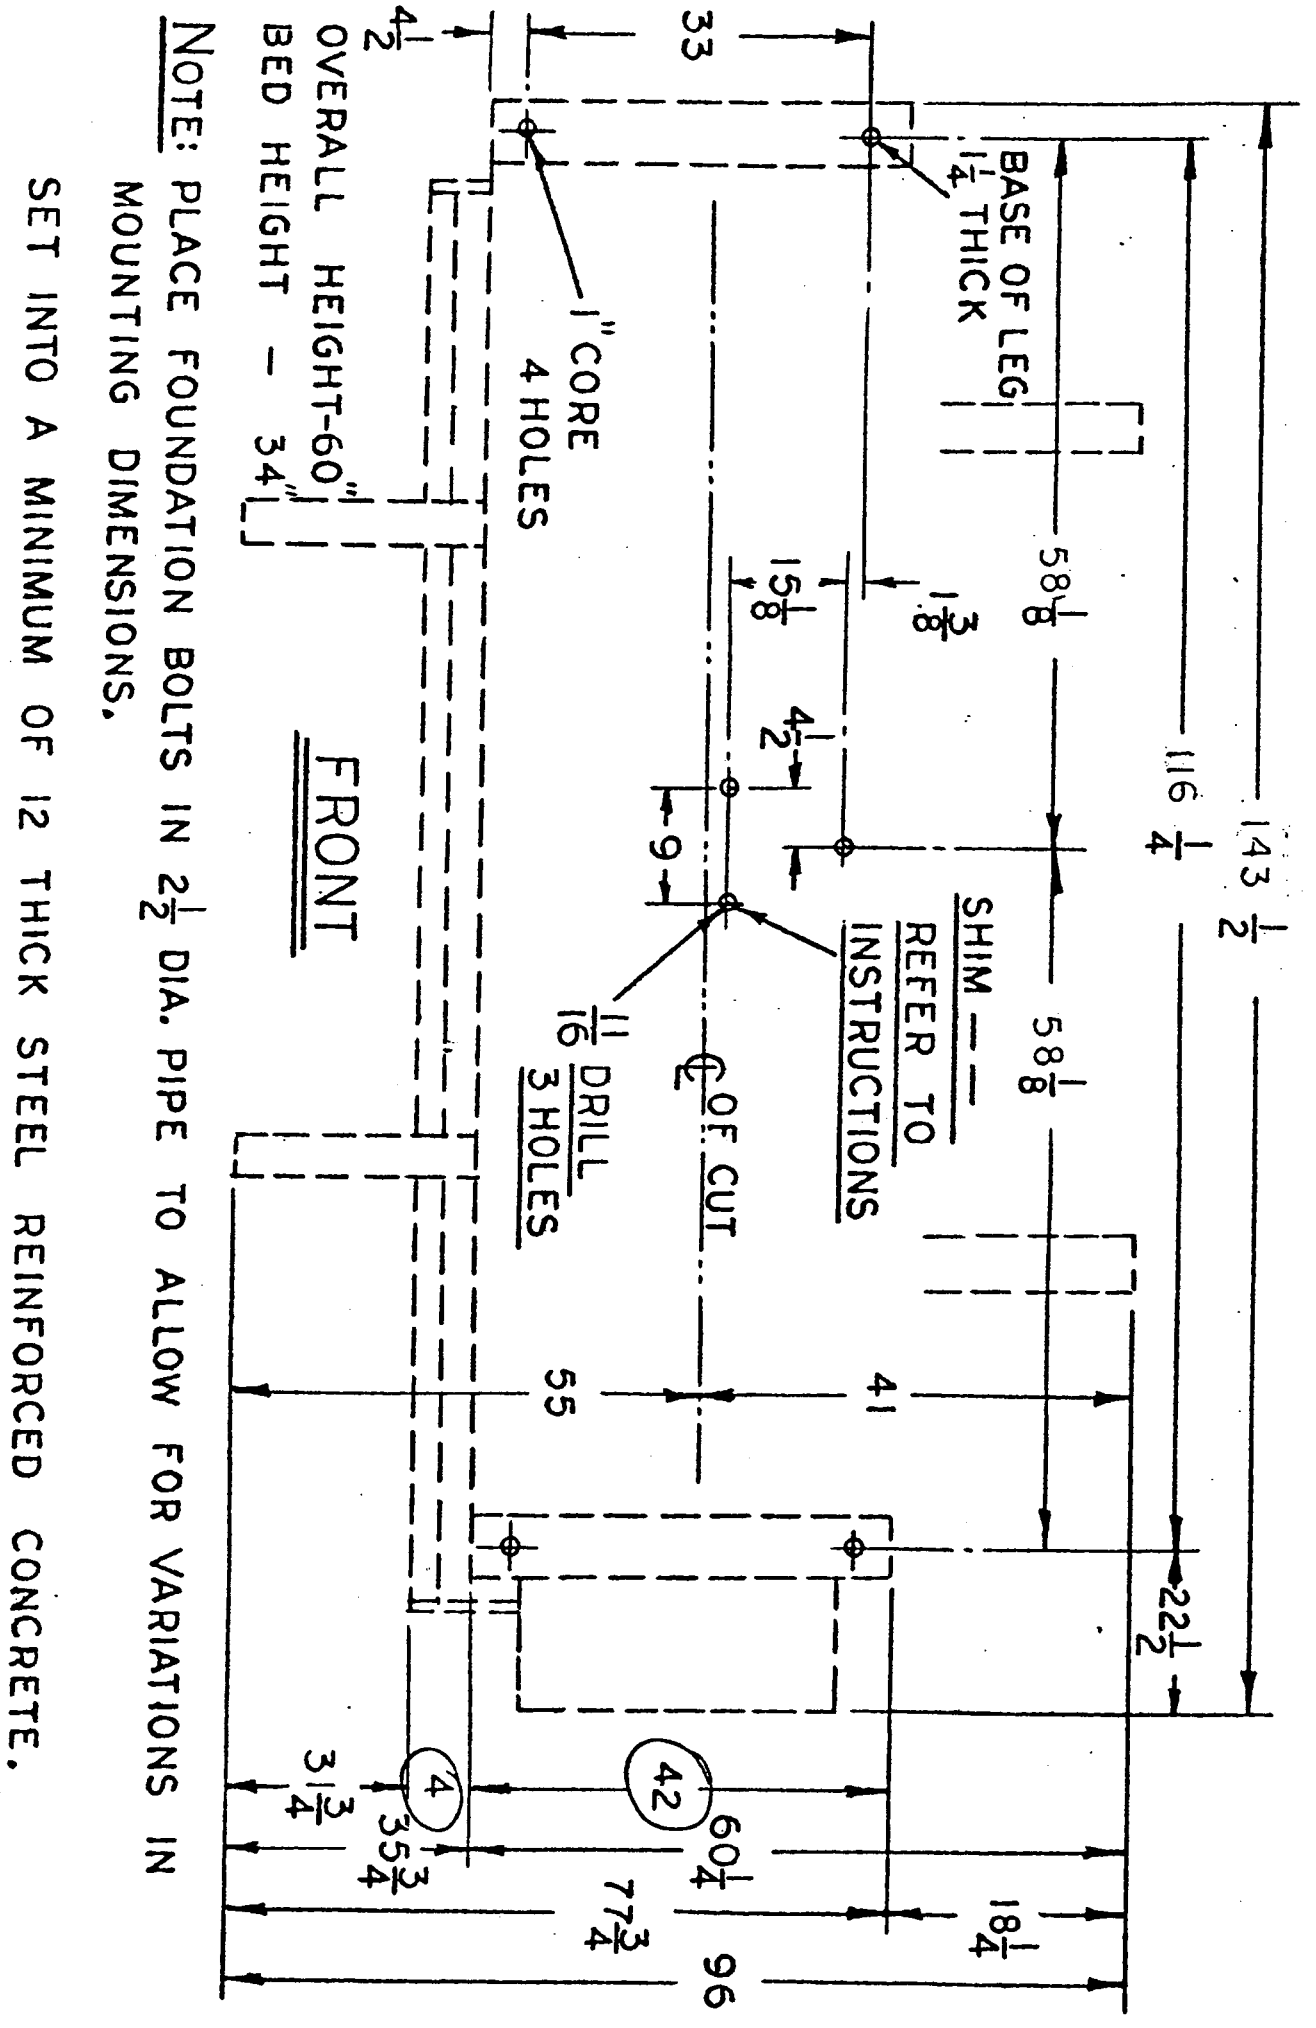 143 1/2
116 1/4
22 1/2
58 1/8
58 1/8
BASE OF LEG
1 1/4 THICK
33
4 1/2
1 3/8
15 1/8
4 1/2
9
SHIM ——
REFER TO
INSTRUCTIONS
℄ OF CUT
1" CORE
4 HOLES
11/16 DRILL
3 HOLES
41
55
18 1/4
60 1/4
42
4
77 3/4
35 3/4
31 3/4
96
OVERALL HEIGHT-60"
BED HEIGHT - 34"
FRONT
NOTE: PLACE FOUNDATION BOLTS IN 2 1/2 DIA. PIPE TO ALLOW FOR VARIATIONS IN
MOUNTING DIMENSIONS.
SET INTO A MINIMUM OF 12 THICK STEEL REINFORCED CONCRETE.